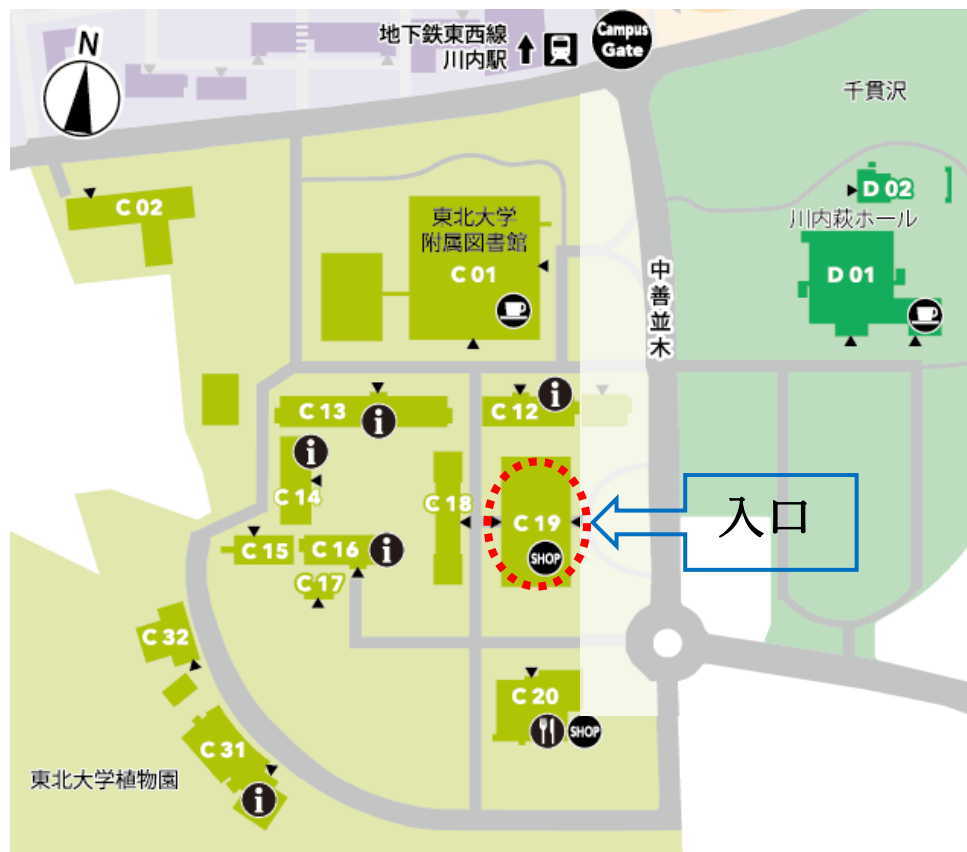 N
地下鉄東西線
川内駅
Campus
Gate
千貫沢
C 02
東北大学
附属図書館
C 01
D 02
川内萩ホール
D 01
中善並木
C 13
i
C 12
i
i
C 14
C 18
C 19
SHOP
入口
C 15
C 16
i
C 17
C 32
C 20
SHOP
C 31
i
東北大学植物園